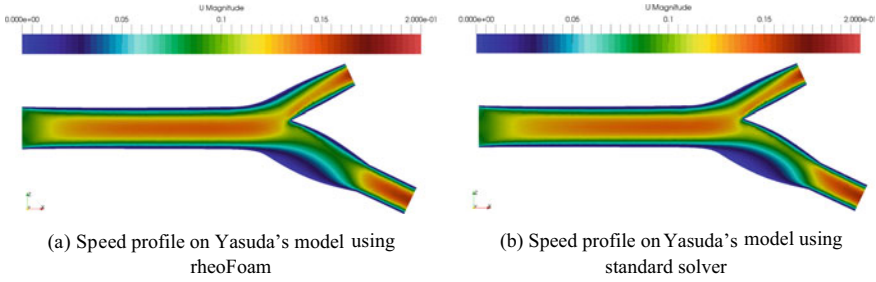 U Magnitude
0.000e+00 0.05 0.1 0.15 2.000e-01
U Magnitude
0.000e+00 0.05 0.1 0.15 2.000e-01
(a) Speed profile on Yasuda's model using
rheoFoam
(b) Speed profile on Yasuda's model using
standard solver